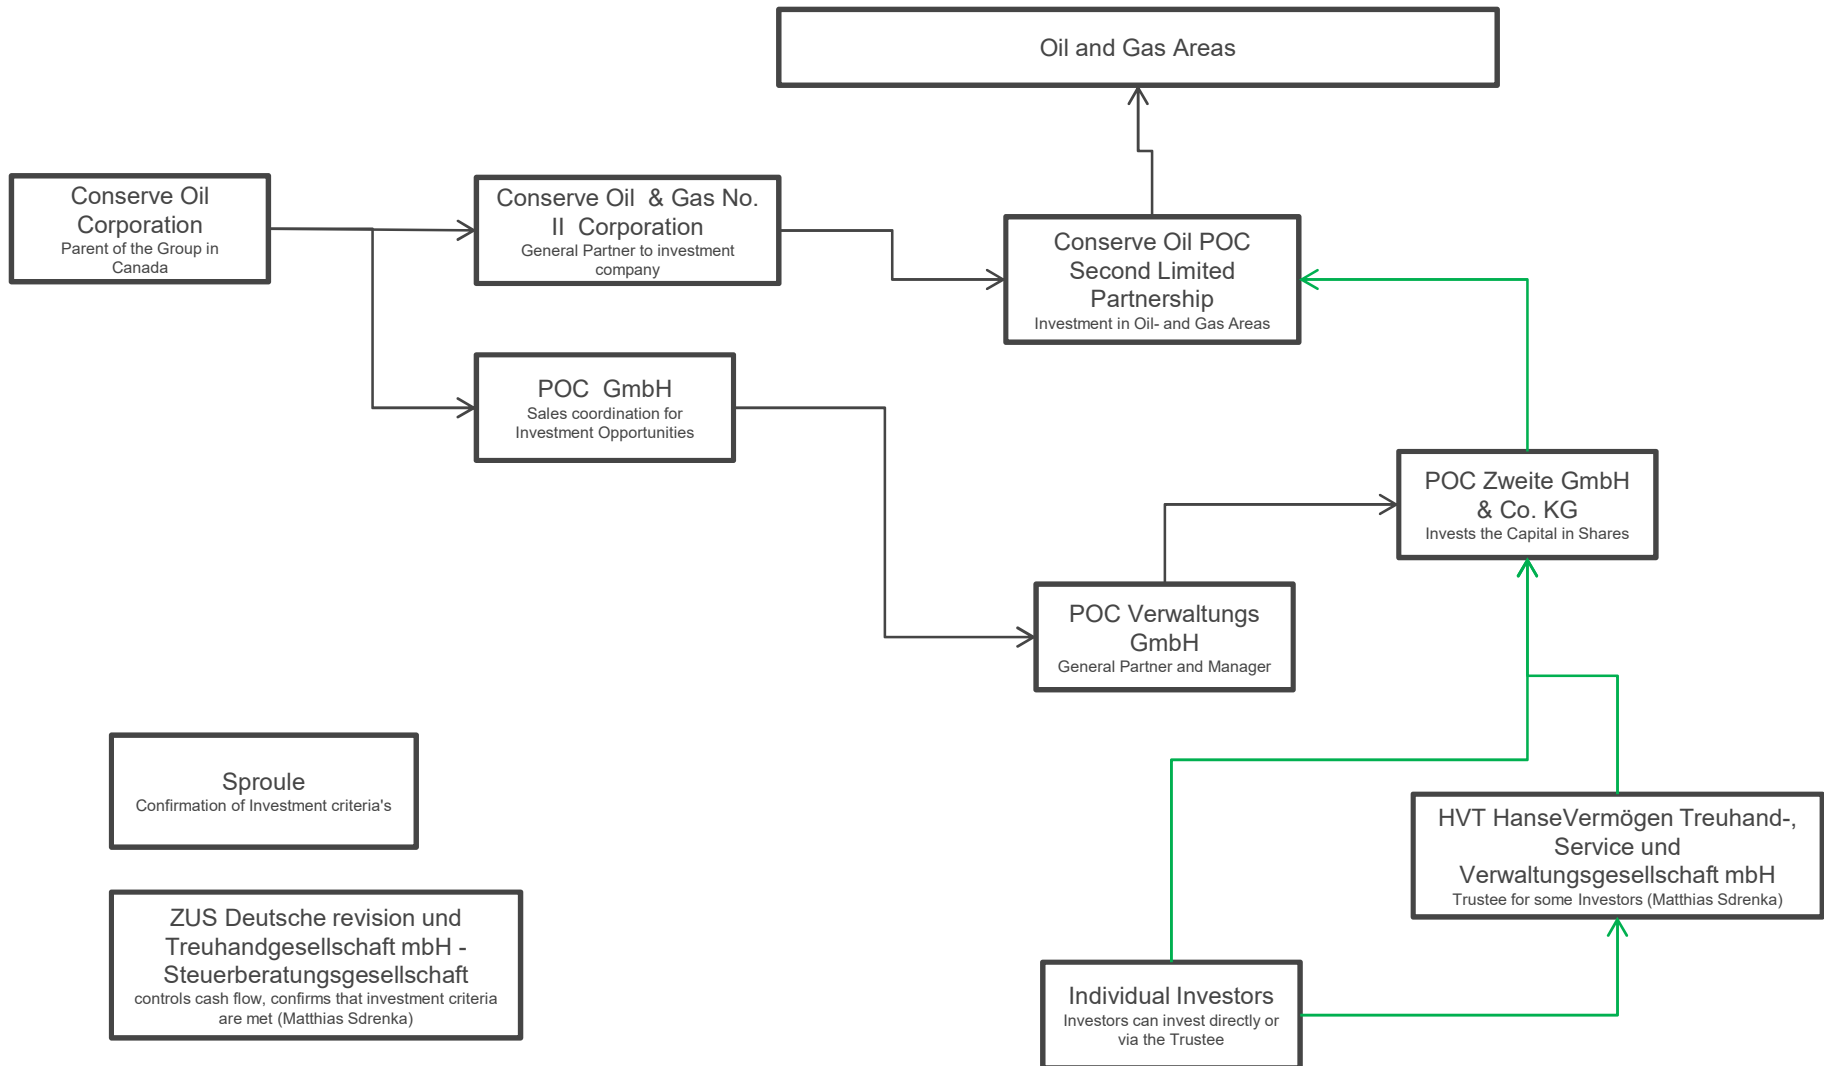 Oil and Gas Areas
Conserve Oil
Corporation
Parent of the Group in
Canada
Conserve Oil & Gas No.
II Corporation
General Partner to investment
company
Conserve Oil POC
Second Limited
Partnership
Investment in Oil- and Gas Areas
POC GmbH
Sales coordination for
Investment Opportunities
POC Zweite GmbH
& Co. KG
Invests the Capital in Shares
POC Verwaltungs
GmbH
General Partner and Manager
Sproule
Confirmation of Investment criteria's
HVT HanseVermögen Treuhand-,
Service und
Verwaltungsgesellschaft mbH
Trustee for some Investors (Matthias Sdrenka)
ZUS Deutsche revision und
Treuhandgesellschaft mbH -
Steuerberatungsgesellschaft
controls cash flow, confirms that investment criteria
are met (Matthias Sdrenka)
Individual Investors
Investors can invest directly or
via the Trustee